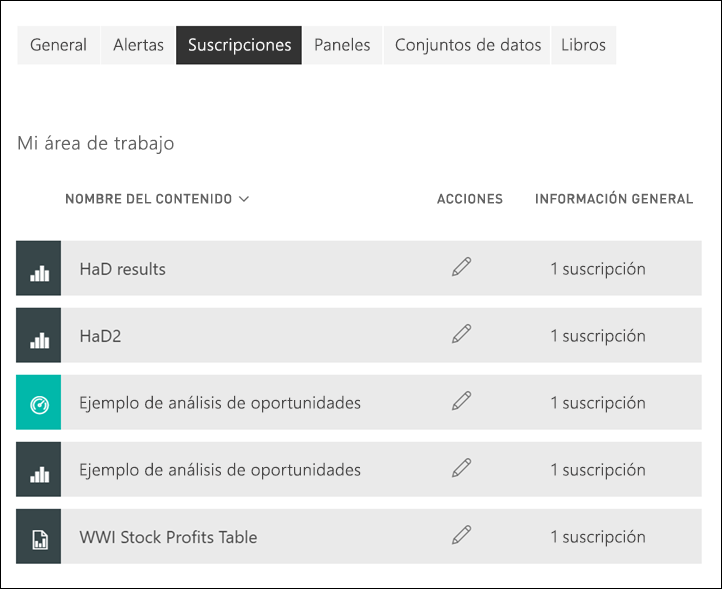 General Alertas Suscripciones Paneles Conjuntos de datos Libros
Mi área de trabajo
NOMBRE DEL CONTENIDO ACCIONES INFORMACIÓN GENERAL
HaD results 1 suscripción
HaD2 1 suscripción
Ejemplo de análisis de oportunidades 1 suscripción
Ejemplo de análisis de oportunidades 1 suscripción
WWI Stock Profits Table 1 suscripción